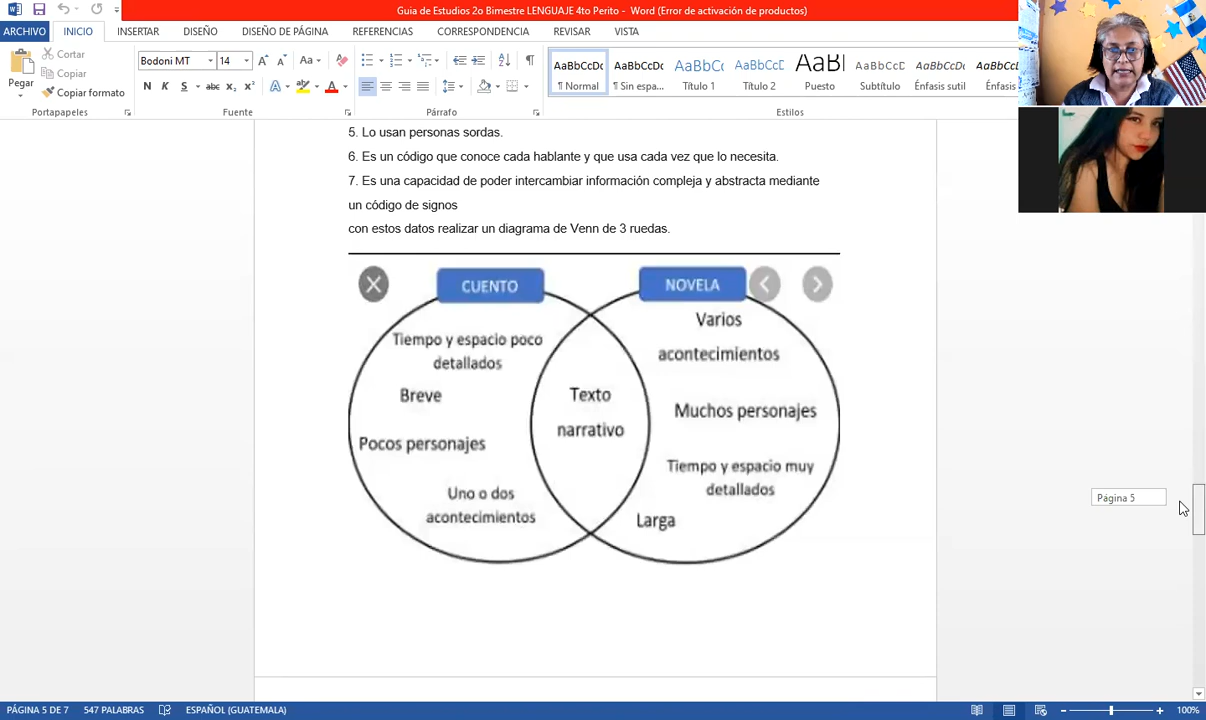 Guia de Estudios 2o Bimestre LENGUAJE 4to Perito - Word (Error de activación de productos)
ARCHIVO INICIO INSERTAR DISEÑO DISEÑO DE PÁGINA REFERENCIAS CORRESPONDENCIA REVISAR VISTA
Cortar
Copiar
Copiar formato
Pegar
Bodoni MT 14
Portapapeles Fuente Párrafo Estilos
AaBbCcDc AaBbCcDc AaBbCc AaBbCcD AaBl AaBbCcD AaBbCcDc AaBbCcDc
¶ Normal ¶ Sin espa... Título 1 Título 2 Puesto Subtítulo Énfasis sutil Énfasis
5. Lo usan personas sordas.
6. Es un código que conoce cada hablante y que usa cada vez que lo necesita.
7. Es una capacidad de poder intercambiar información compleja y abstracta mediante
un código de signos
con estos datos realizar un diagrama de Venn de 3 ruedas.
CUENTO
Tiempo y espacio poco
detallados
Breve
Pocos personajes
Uno o dos
acontecimientos
Texto
narrativo
NOVELA
Varios
acontecimientos
Muchos personajes
Tiempo y espacio muy
detallados
Larga
Página 5
PÁGINA 5 DE 7 547 PALABRAS ESPAÑOL (GUATEMALA) 100%